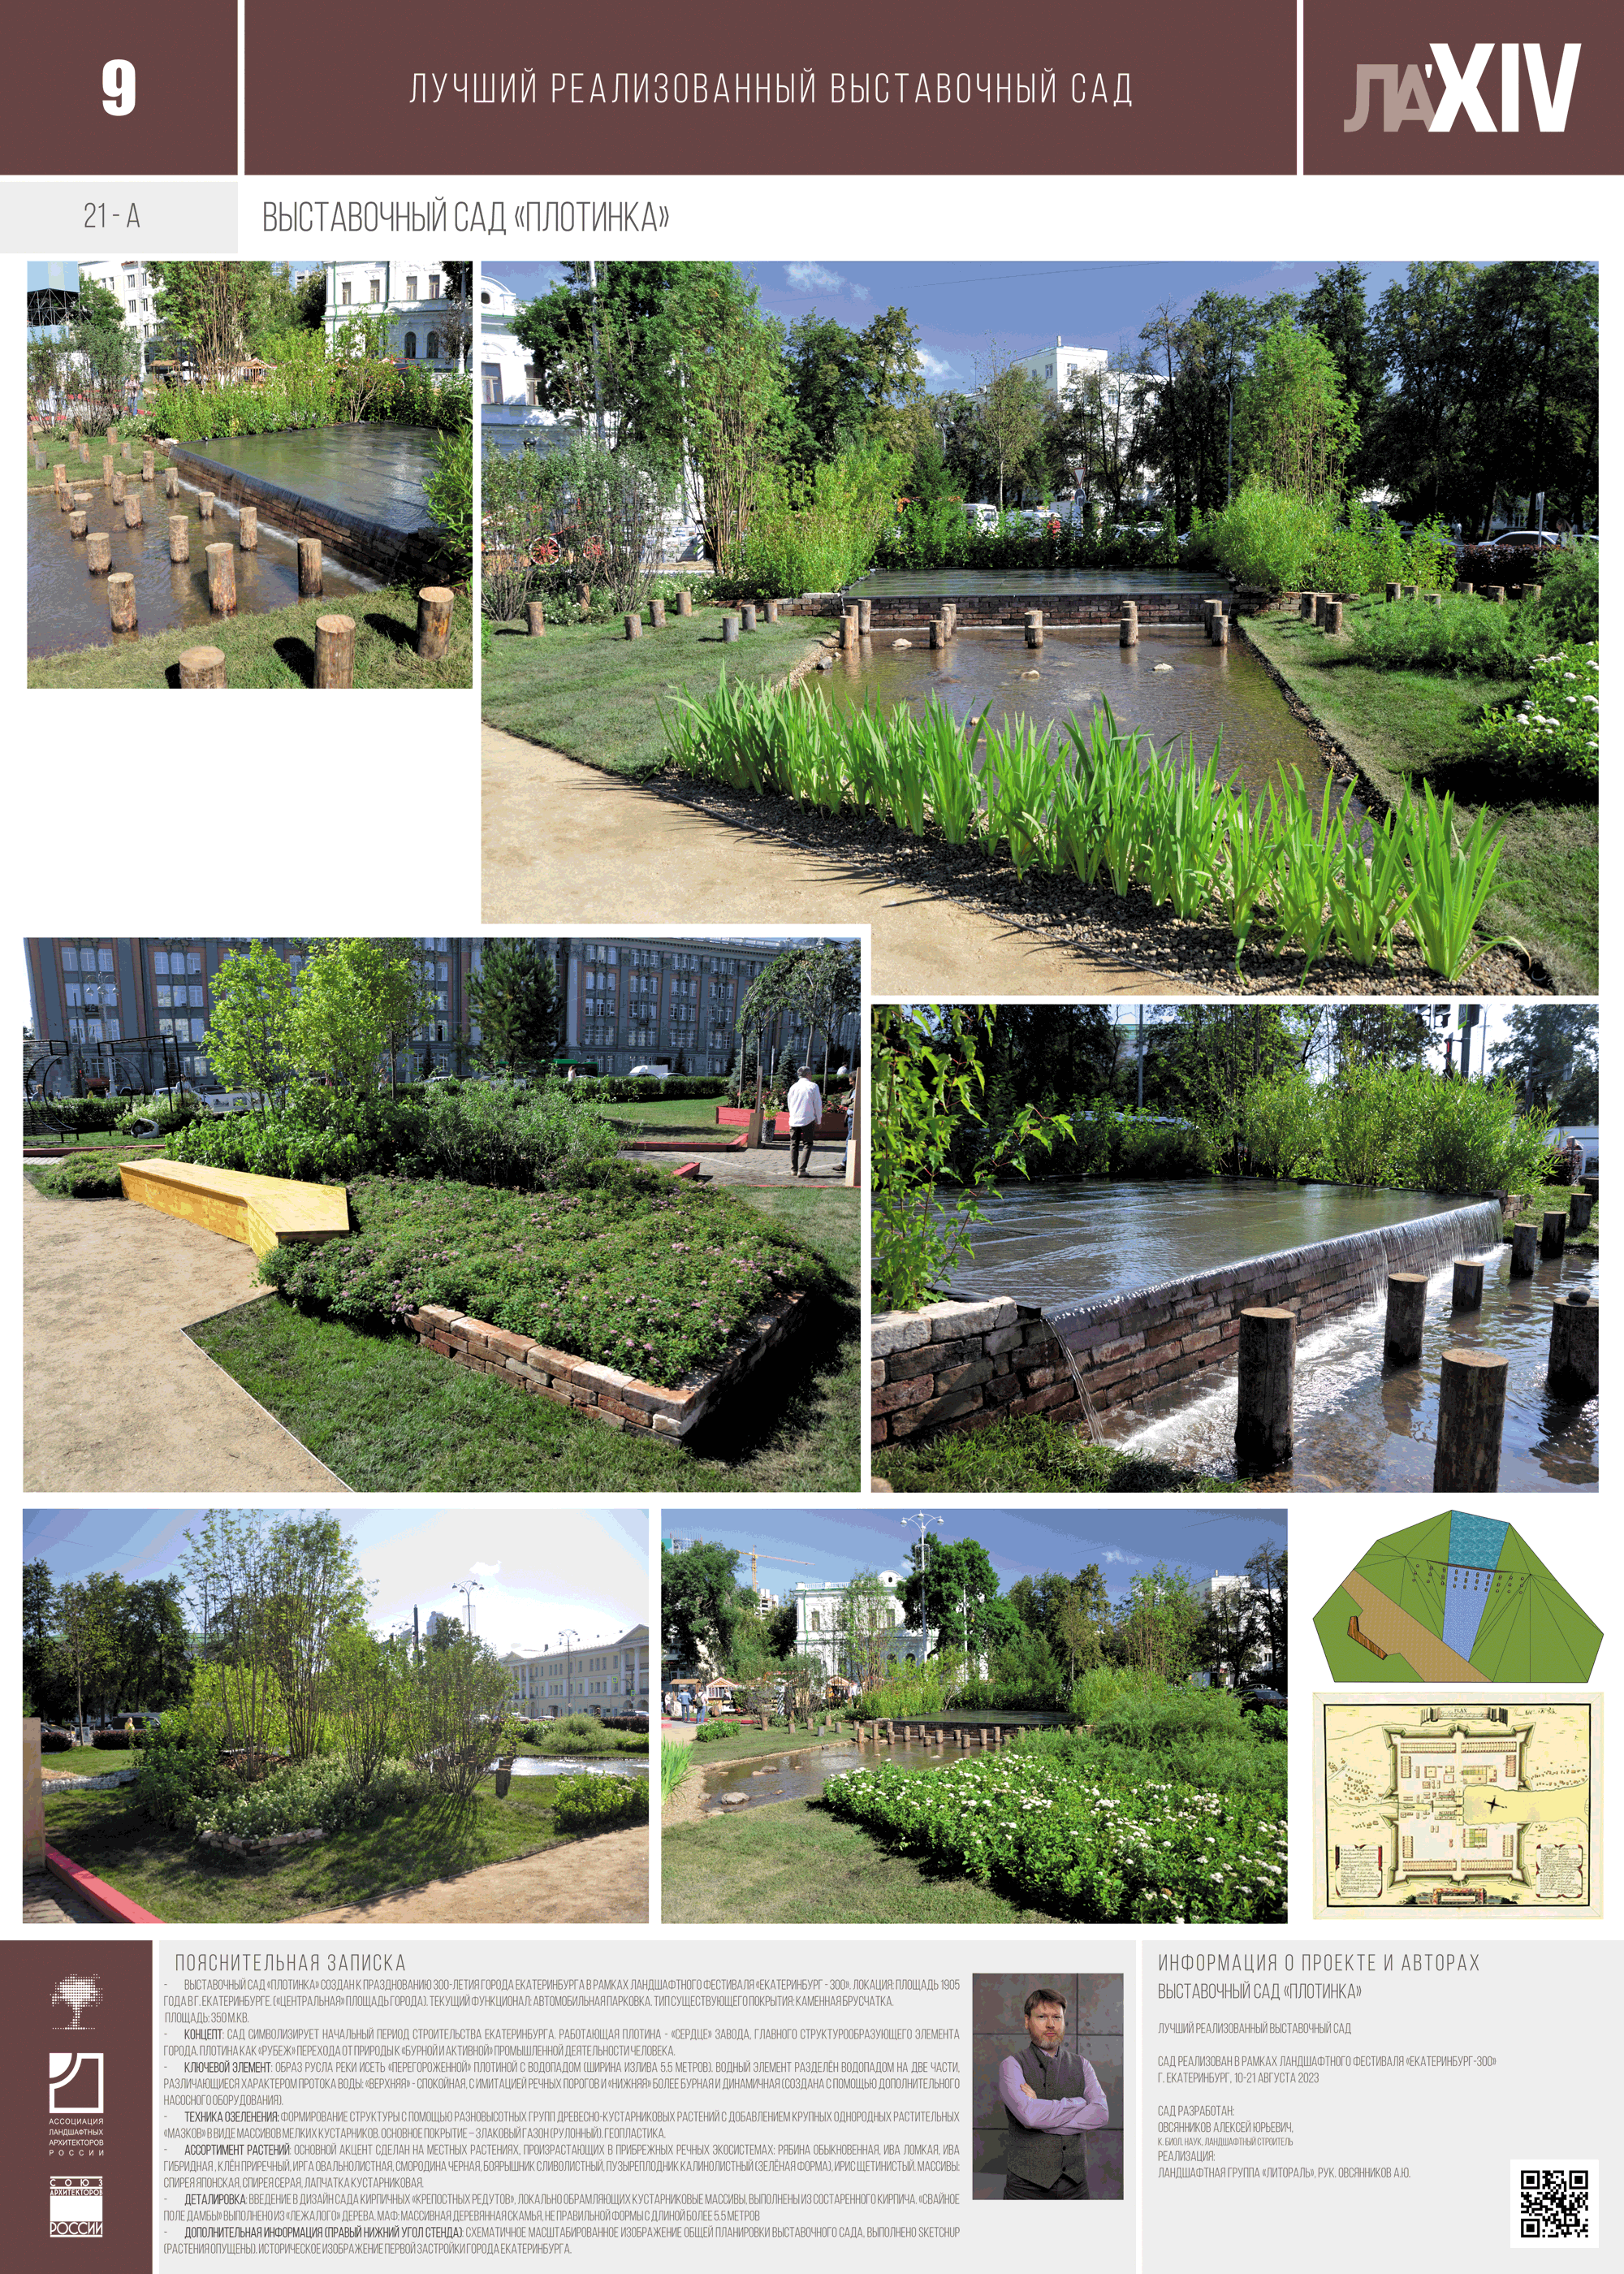 9
ЛУЧШИЙ РЕАЛИЗОВАННЫЙ ВЫСТАВОЧНЫЙ САД
ЛА'XIV
21 - А
ВЫСТАВОЧНЫЙ САД «ПЛОТИНКА»
PLAN
АССОЦИАЦИЯ
ЛАНДШАФТНЫХ
АРХИТЕКТОРОВ
РОССИИ
СОЮЗ
АРХИТЕКТОРОВ
РОССИИ
ПОЯСНИТЕЛЬНАЯ ЗАПИСКА
- ВЫСТАВОЧНЫЙ САД «ПЛОТИНКА» СОЗДАН К ПРАЗДНОВАНИЮ 300-ЛЕТИЯ ГОРОДА ЕКАТЕРИНБУРГА В РАМКАХ ЛАНДШАФТНОГО ФЕСТИВАЛЯ «ЕКАТЕРИНБУРГ - 300». ЛОКАЦИЯ: ПЛОЩАДЬ 1905
ГОДА В Г. ЕКАТЕРИНБУРГЕ. («ЦЕНТРАЛЬНАЯ» ПЛОЩАДЬ ГОРОДА). ТЕКУЩИЙ ФУНКЦИОНАЛ: АВТОМОБИЛЬНАЯ ПАРКОВКА. ТИП СУЩЕСТВУЮЩЕГО ПОКРЫТИЯ: КАМЕННАЯ БРУСЧАТКА.
ПЛОЩАДЬ: 350 М.КВ.
- КОНЦЕПТ: САД СИМВОЛИЗИРУЕТ НАЧАЛЬНЫЙ ПЕРИОД СТРОИТЕЛЬСТВА ЕКАТЕРИНБУРГА. РАБОТАЮЩАЯ ПЛОТИНА - «СЕРДЦЕ» ЗАВОДА, ГЛАВНОГО СТРУКТУРООБРАЗУЮЩЕГО ЭЛЕМЕНТА
ГОРОДА. ПЛОТИНА КАК «РУБЕЖ» ПЕРЕХОДА ОТ ПРИРОДЫ К «БУРНОЙ И АКТИВНОЙ» ПРОМЫШЛЕННОЙ ДЕЯТЕЛЬНОСТИ ЧЕЛОВЕКА.
- КЛЮЧЕВОЙ ЭЛЕМЕНТ: ОБРАЗ РУСЛА РЕКИ ИСЕТЬ «ПЕРЕГОРОЖЕННОЙ» ПЛОТИНОЙ С ВОДОПАДОМ (ШИРИНА ИЗЛИВА 5.5 МЕТРОВ). ВОДНЫЙ ЭЛЕМЕНТ РАЗДЕЛЁН ВОДОПАДОМ НА ДВЕ ЧАСТИ,
РАЗЛИЧАЮЩИЕСЯ ХАРАКТЕРОМ ПРОТОКА ВОДЫ: «ВЕРХНЯЯ» - СПОКОЙНАЯ, С ИМИТАЦИЕЙ РЕЧНЫХ ПОРОГОВ И «НИЖНЯЯ» БОЛЕЕ БУРНАЯ И ДИНАМИЧНАЯ (СОЗДАНА С ПОМОЩЬЮ ДОПОЛНИТЕЛЬНОГО
НАСОСНОГО ОБОРУДОВАНИЯ).
- ТЕХНИКА ОЗЕЛЕНЕНИЯ: ФОРМИРОВАНИЕ СТРУКТУРЫ С ПОМОЩЬЮ РАЗНОВЫСОТНЫХ ГРУПП ДРЕВЕСНО-КУСТАРНИКОВЫХ РАСТЕНИЙ С ДОБАВЛЕНИЕМ КРУПНЫХ ОДНОРОДНЫХ РАСТИТЕЛЬНЫХ
«МАЗКОВ» В ВИДЕ МАССИВОВ МЕЛКИХ КУСТАРНИКОВ. ОСНОВНОЕ ПОКРЫТИЕ – ЗЛАКОВЫЙ ГАЗОН (РУЛОННЫЙ). ГЕОПЛАСТИКА.
- АССОРТИМЕНТ РАСТЕНИЙ: ОСНОВНОЙ АКЦЕНТ СДЕЛАН НА МЕСТНЫХ РАСТЕНИЯХ, ПРОИЗРАСТАЮЩИХ В ПРИБРЕЖНЫХ РЕЧНЫХ ЭКОСИСТЕМАХ: РЯБИНА ОБЫКНОВЕННАЯ, ИВА ЛОМКАЯ, ИВА
ГИБРИДНАЯ , КЛЁН ПРИРЕЧНЫЙ, ИРГА ОВАЛЬНОЛИСТНАЯ, СМОРОДИНА ЧЕРНАЯ, БОЯРЫШНИК СЛИВОЛИСТНЫЙ, ПУЗЫРЕПЛОДНИК КАЛИНОЛИСТНЫЙ (ЗЕЛЁНАЯ ФОРМА), ИРИС ЩЕТИНИСТЫЙ. МАССИВЫ:
СПИРЕЯ ЯПОНСКАЯ, СПИРЕЯ СЕРАЯ, ЛАПЧАТКА КУСТАРНИКОВАЯ.
- ДЕТАЛИРОВКА: ВВЕДЕНИЕ В ДИЗАЙН САДА КИРПИЧНЫХ «КРЕПОСТНЫХ РЕДУТОВ», ЛОКАЛЬНО ОБРАМЛЯЮЩИХ КУСТАРНИКОВЫЕ МАССИВЫ, ВЫПОЛНЕНЫ ИЗ СОСТАРЕННОГО КИРПИЧА. «СВАЙНОЕ
ПОЛЕ ДАМБЫ» ВЫПОЛНЕНО ИЗ «ЛЕЖАЛОГО» ДЕРЕВА. МАФ: МАССИВНАЯ ДЕРЕВЯННАЯ СКАМЬЯ, НЕ ПРАВИЛЬНОЙ ФОРМЫ С ДЛИНОЙ БОЛЕЕ 5.5 МЕТРОВ
- ДОПОЛНИТЕЛЬНАЯ ИНФОРМАЦИЯ (ПРАВЫЙ НИЖНИЙ УГОЛ СТЕНДА): СХЕМАТИЧНОЕ МАСШТАБИРОВАННОЕ ИЗОБРАЖЕНИЕ ОБЩЕЙ ПЛАНИРОВКИ ВЫСТАВОЧНОГО САДА, ВЫПОЛНЕНО SKETCHUP
(РАСТЕНИЯ ОПУЩЕНЫ). ИСТОРИЧЕСКОЕ ИЗОБРАЖЕНИЕ ПЕРВОЙ ЗАСТРОЙКИ ГОРОДА ЕКАТЕРИНБУРГА.
ИНФОРМАЦИЯ О ПРОЕКТЕ И АВТОРАХ
ВЫСТАВОЧНЫЙ САД «ПЛОТИНКА»
ЛУЧШИЙ РЕАЛИЗОВАННЫЙ ВЫСТАВОЧНЫЙ САД
САД РЕАЛИЗОВАН В РАМКАХ ЛАНДШАФТНОГО ФЕСТИВАЛЯ «ЕКАТЕРИНБУРГ-300»
Г. ЕКАТЕРИНБУРГ, 10-21 АВГУСТА 2023
САД РАЗРАБОТАН:
ОВСЯННИКОВ АЛЕКСЕЙ ЮРЬЕВИЧ,
К. БИОЛ. НАУК, ЛАНДШАФТНЫЙ СТРОИТЕЛЬ
РЕАЛИЗАЦИЯ:
ЛАНДШАФТНАЯ ГРУППА «ЛИТОРАЛЬ», РУК. ОВСЯННИКОВ А.Ю.